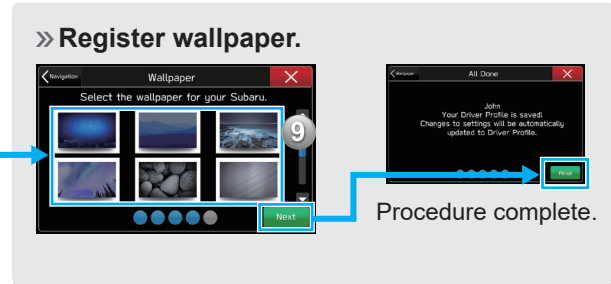 » Register wallpaper.
Navigation
Wallpaper
Select the wallpaper for your Subaru.
9
Next
Wallpaper
All Done
John
Your Driver Profile is saved!
Changes to settings will be automatically
updated to Driver Profile.
Finish
Procedure complete.